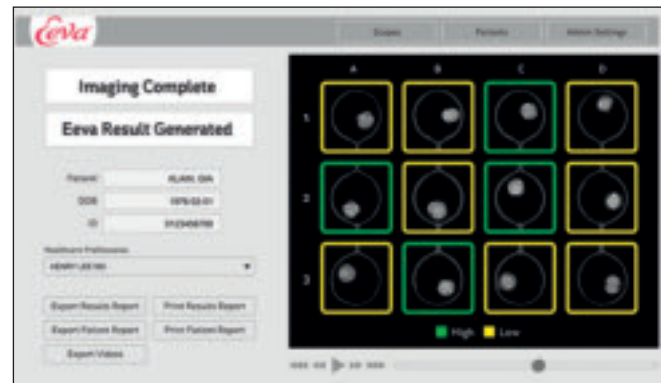 Eeva
Scopes Patients Admin Settings
Imaging Complete
Eeva Result Generated
Patient:
DOB:
ID: 0123456789
Healthcare Professional
Export Results Report Print Results Report
Export Patient Report Print Patient Report
Export Videos
A B C D
1
2
3
High Low